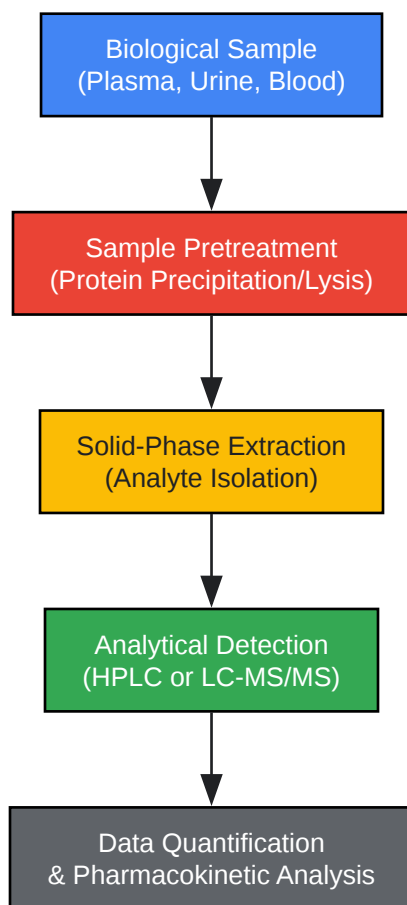 Biological Sample
(Plasma, Urine, Blood)
Sample Pretreatment
(Protein Precipitation/Lysis)
Solid-Phase Extraction
(Analyte Isolation)
Analytical Detection
(HPLC or LC-MS/MS)
Data Quantification
& Pharmacokinetic Analysis